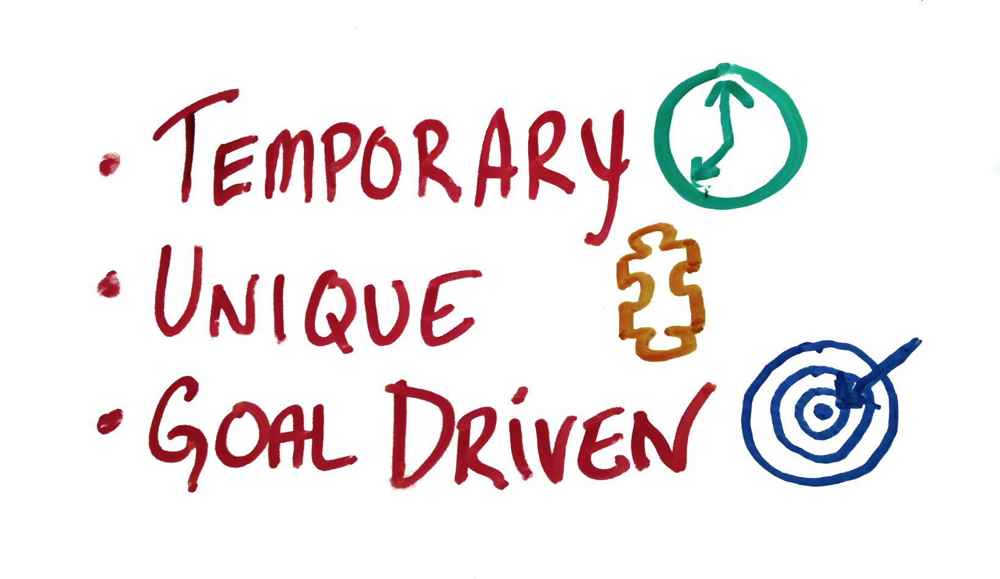 • TEMPORARY
• UNIQUE
• GOAL DRIVEN